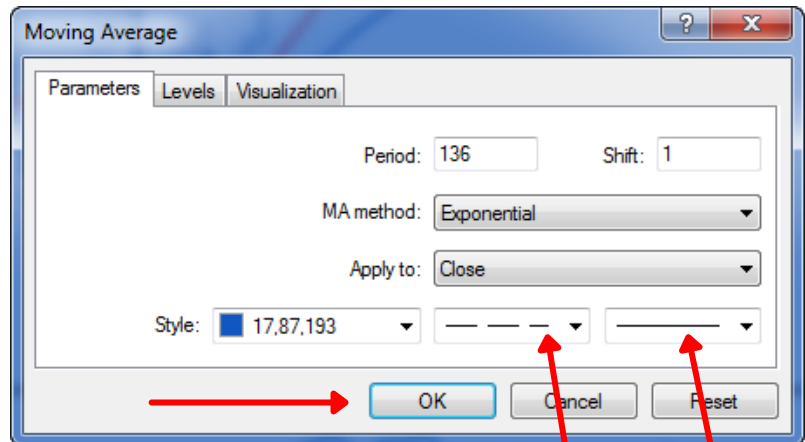 Moving Average
Parameters Levels Visualization
Period: 136 Shift: 1
MA method: Exponential
Apply to: Close
Style: 17,87,193
OK Cancel Reset